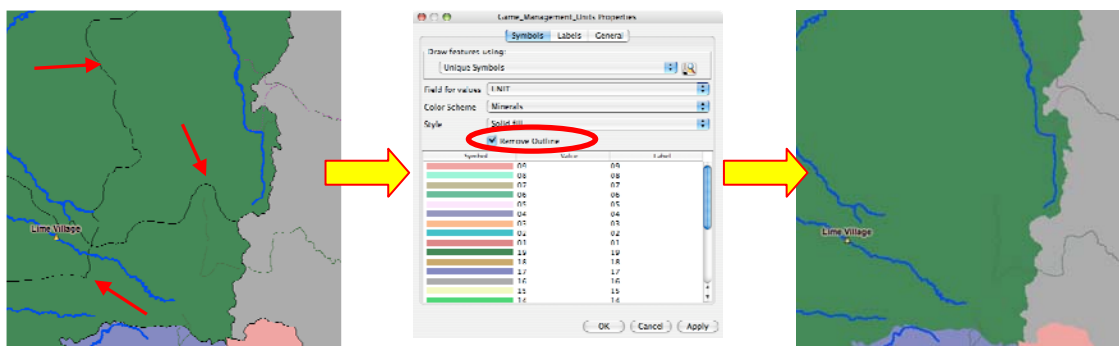 Lime Village
Game_Management_Units Properties
Symbols Labels General
Draw features using:
Unique Symbols
Field for values UNIT
Color Scheme Minerals
Style Solid fill
Remove Outline
Symbol Value Label
09 09
08 08
07 07
06 06
05 05
04 04
03 03
02 02
01 01
19 19
18 18
17 17
16 16
15 15
14 14
OK Cancel Apply
Lime Village